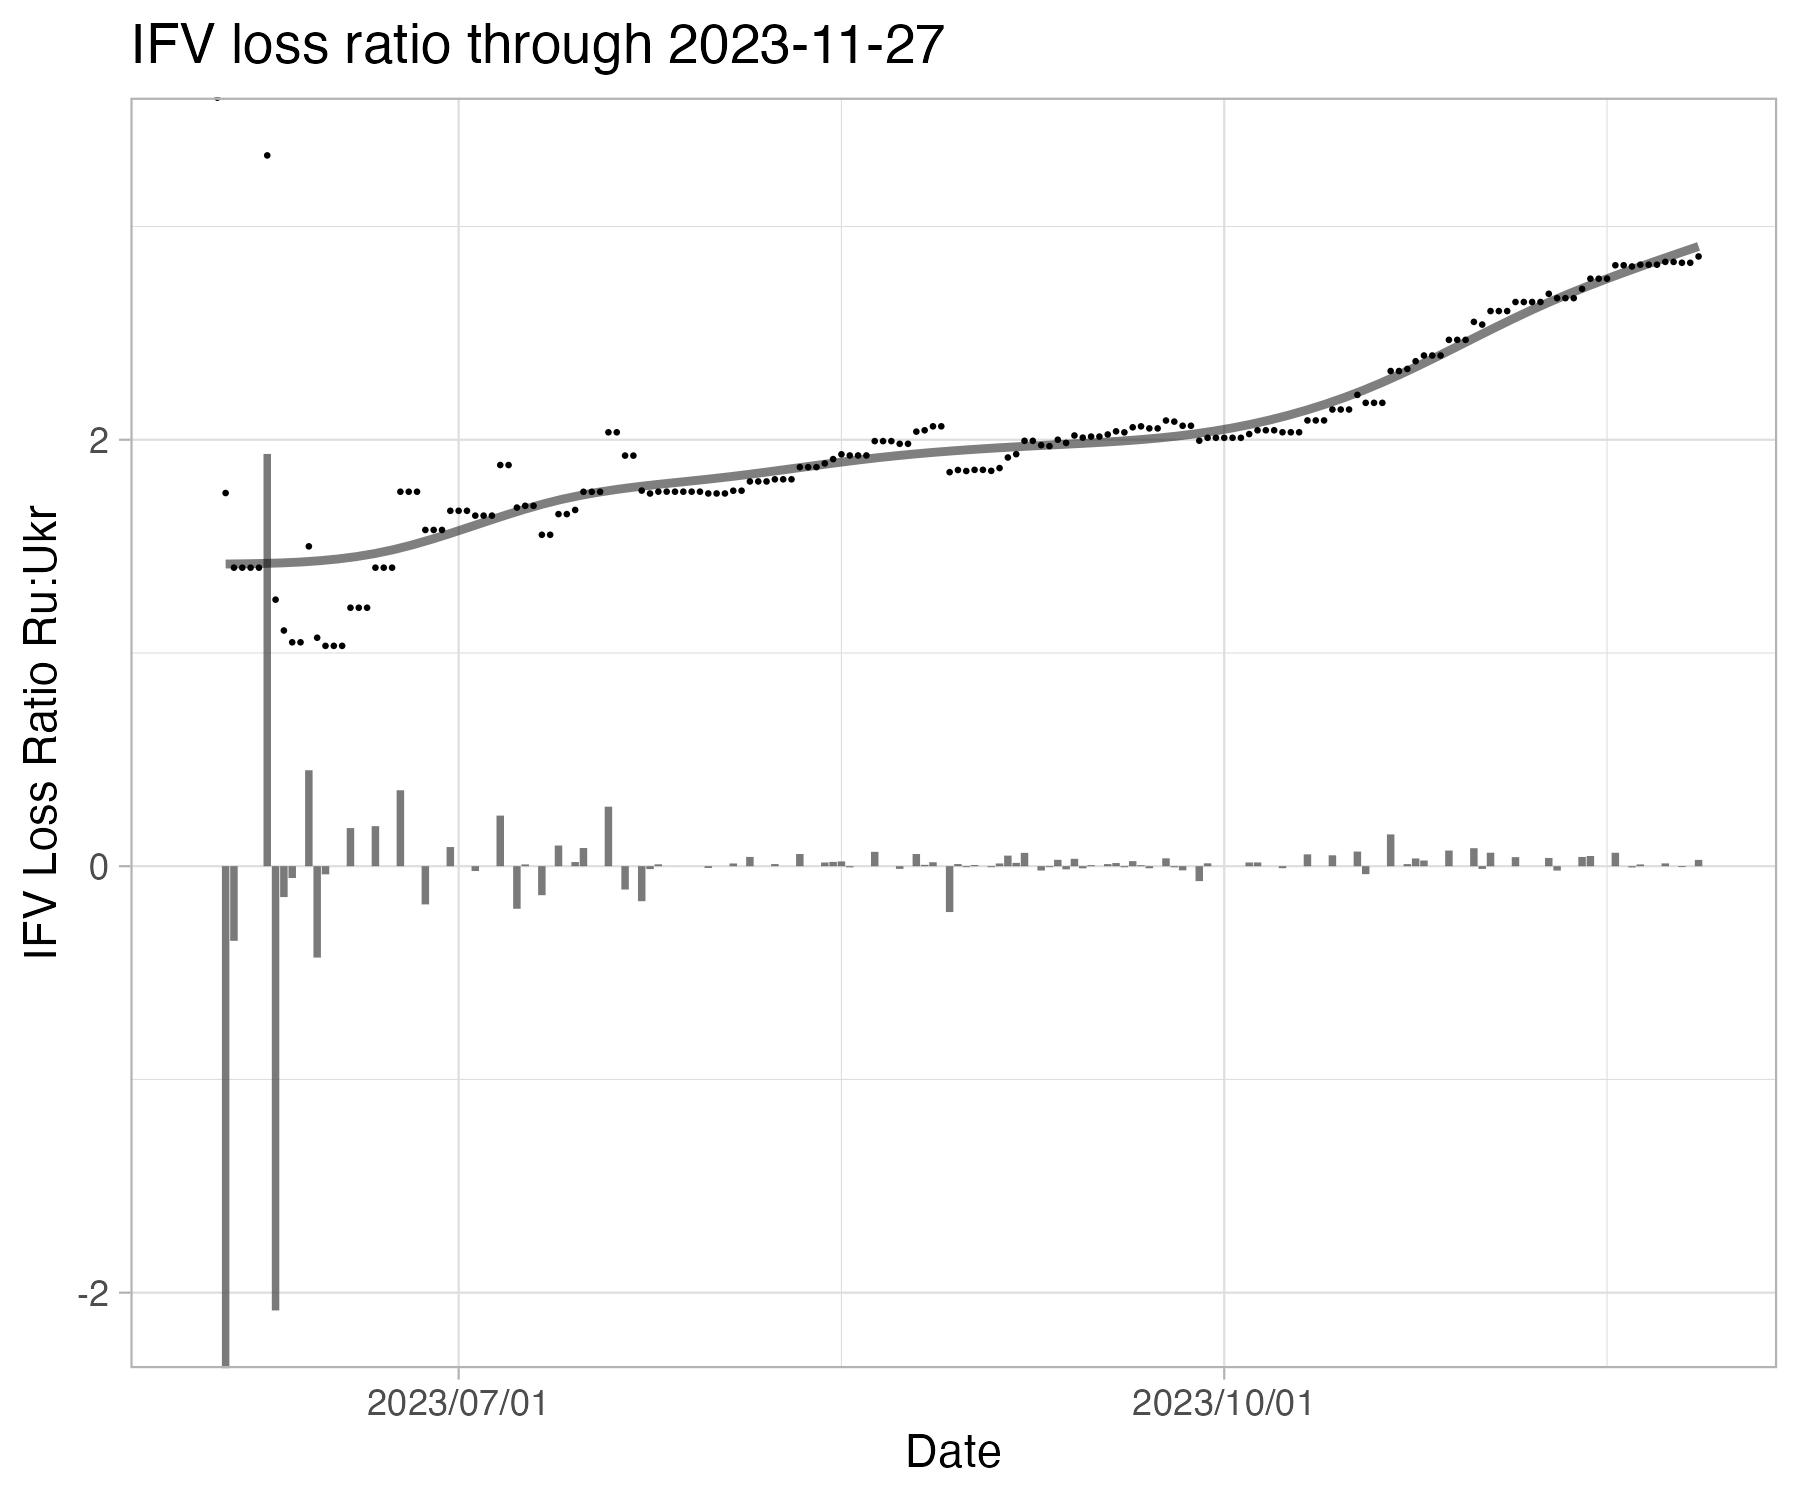 IFV loss ratio through 2023-11-27
IFV Loss Ratio Ru:Ukr
2
0
-2
2023/07/01
2023/10/01
Date